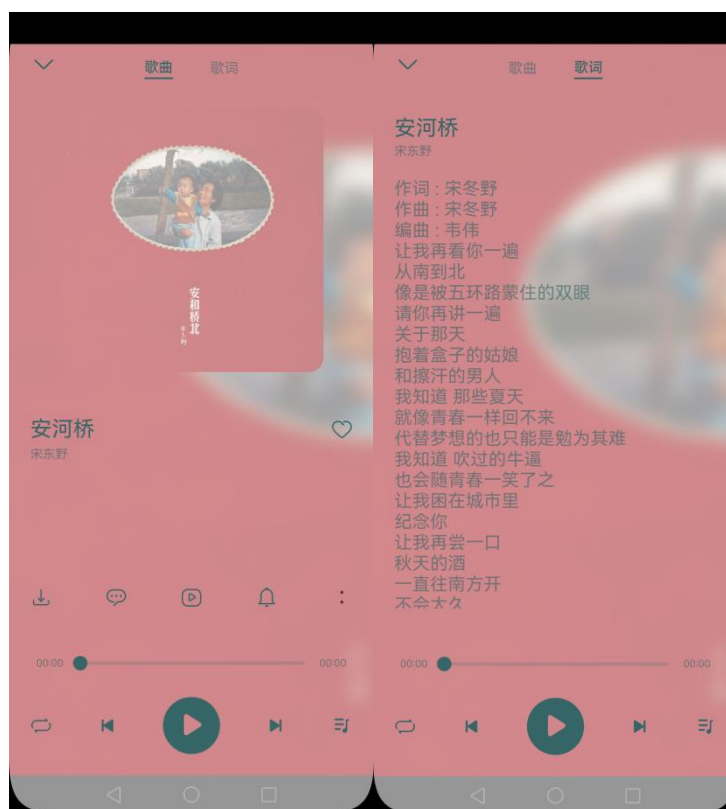 歌曲 歌词
安和桥北
宋冬野
安河桥
宋东野
00:00 00:00
歌曲 歌词
安河桥
宋东野
作词 : 宋冬野
作曲 : 宋冬野
编曲 : 韦伟
让我再看你一遍
从南到北
像是被五环路蒙住的双眼
请你再讲一遍
关于那天
抱着盒子的姑娘
和擦汗的男人
我知道 那些夏天
就像青春一样回不来
代替梦想的也只能是勉为其难
我知道 吹过的牛逼
也会随青春一笑了之
让我困在城市里
纪念你
让我再尝一口
秋天的酒
一直往南方开
不会太久
00:00 00:00